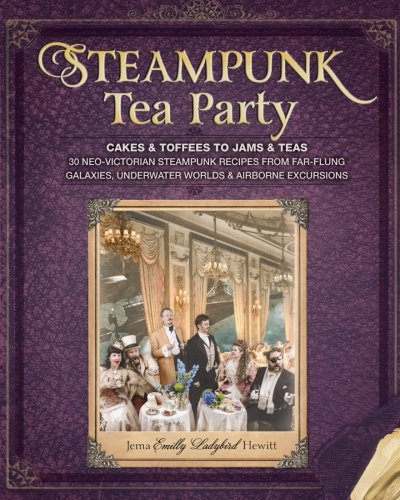 STEAMPUNK
Tea Party
CAKES & TOFFEES TO JAMS & TEAS
30 NEO-VICTORIAN STEAMPUNK RECIPES FROM FAR-FLUNG
GALAXIES, UNDERWATER WORLDS & AIRBORNE EXCURSIONS
Jema Emilly Ladybird Hewitt